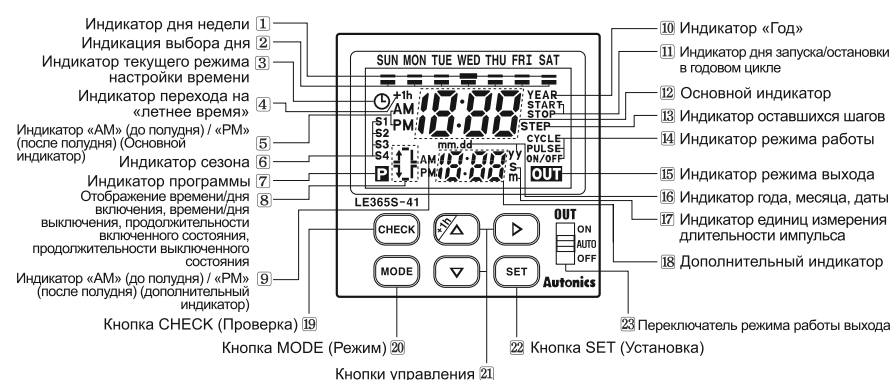 Индикатор дня недели 1
Индикация выбора дня 2
Индикатор текущего режима 3
настройки времени
Индикатор перехода на 4
«летнее время»
Индикатор «AM» (до полудня) / «PM» 5
(после полудня) (Основной
индикатор)
Индикатор сезона 6
Индикатор программы 7
Отображение времени/дня 8
включения, времени/дня
выключения, продолжительности
включенного состояния,
продолжительности выключенного
состояния
Индикатор «AM» (до полудня) / «PM» 9
(после полудня) (дополнительный
индикатор)
SUN MON TUE WED THU FRI SAT
+1h
AM
PM
18:88
YEAR
START
STOP
STEP
S1
S2
S3
S4
P
mm.dd
yy
CYCLE
PULSE
ON/OFF
AM
PM
18:88
S
m
OUT
LE365S-41
CHECK
+1h
MODE
SET
OUT
ON
AUTO
OFF
Autonics
10 Индикатор «Год»
11 Индикатор дня запуска/остановки
в годовом цикле
12 Основной индикатор
13 Индикатор оставшихся шагов
14 Индикатор режима работы
15 Индикатор режима выхода
16 Индикатор года, месяца, даты
17 Индикатор единиц измерения
длительности импульса
18 Дополнительный индикатор
Кнопка CHECK (Проверка) 19
Кнопка MODE (Режим) 20
Кнопки управления 21
22 Кнопка SET (Установка)
23 Переключатель режима работы выхода